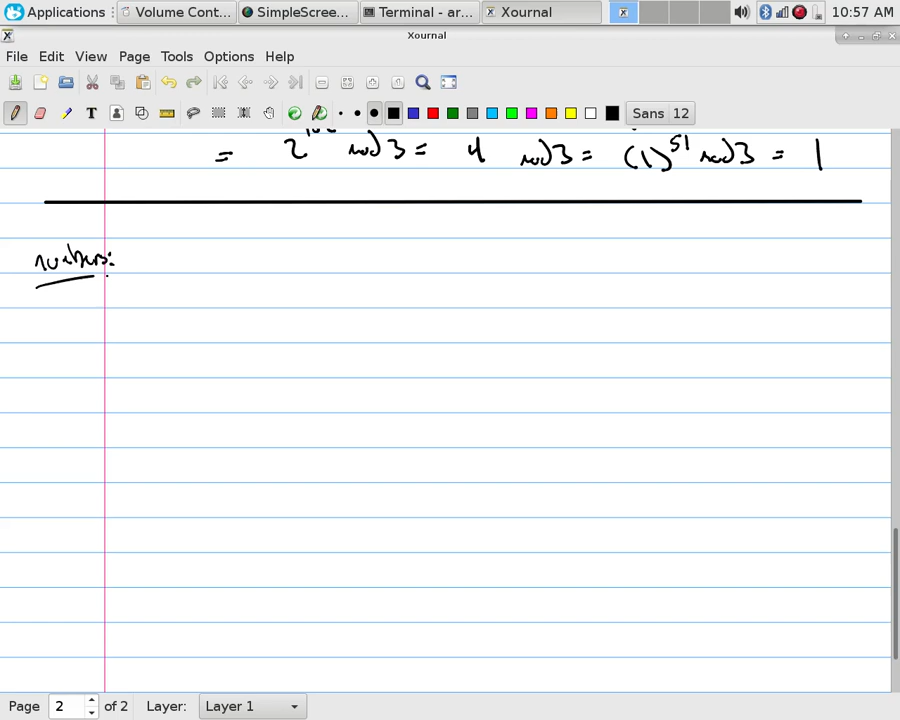 Applications
Volume Cont...
SimpleScree...
Terminal - ar...
Xournal
10:57 AM
Xournal
File Edit View Page Tools Options Help
Sans 12
= 2 mod 3 = 4 mod 3 = (1)^51 mod 3 = 1
numbers:
Page 2 of 2 Layer: Layer 1